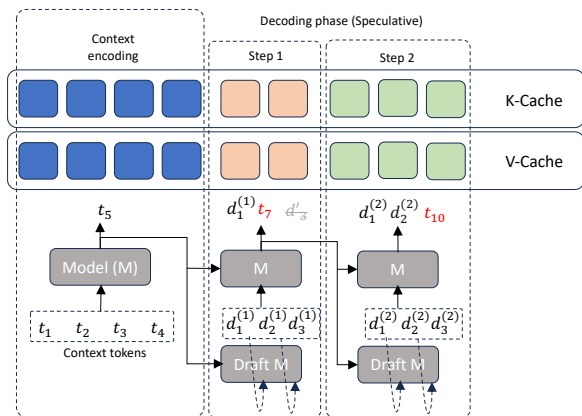 Decoding phase (Speculative)
Context
encoding
Step 1
Step 2
K-Cache
V-Cache
t₅
d₁⁽¹⁾ t₇
d₁⁽²⁾ d₂⁽²⁾ t₁₀
Model (M)
M
M
t₁ t₂ t₃ t₄
Context tokens
d₁⁽¹⁾ d₂⁽¹⁾ d₃⁽¹⁾
d₁⁽²⁾ d₂⁽²⁾ d₃⁽²⁾
Draft M
Draft M